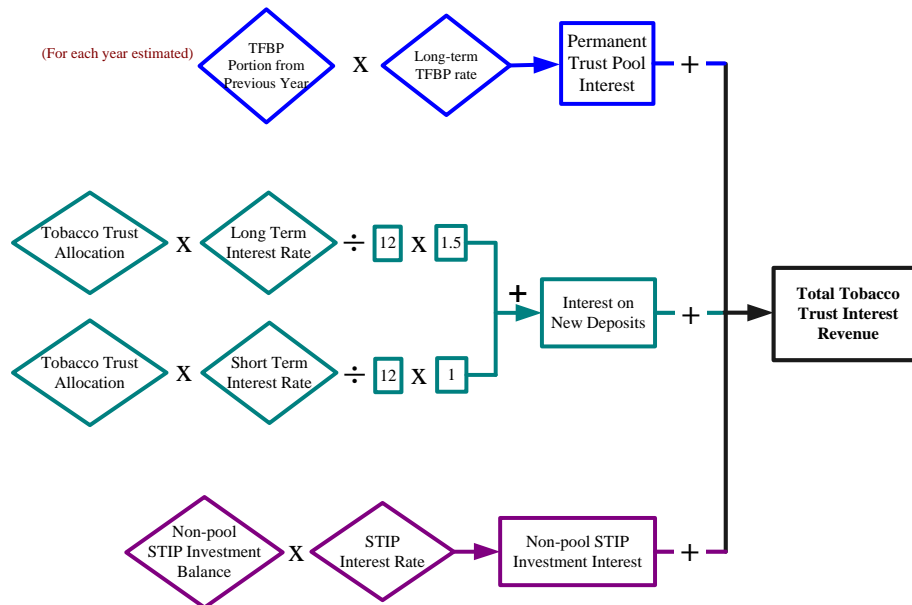 (For each year estimated)
TFBP
Portion from
Previous Year
X
Long-term
TFBP rate
Permanent
Trust Pool
Interest
+
Tobacco Trust
Allocation
X
Long Term
Interest Rate
÷
12
X
1.5
+
Interest on
New Deposits
+
Total Tobacco
Trust Interest
Revenue
Tobacco Trust
Allocation
X
Short Term
Interest Rate
÷
12
X
1
Non-pool
STIP Investment
Balance
X
STIP
Interest Rate
Non-pool STIP
Investment Interest
+